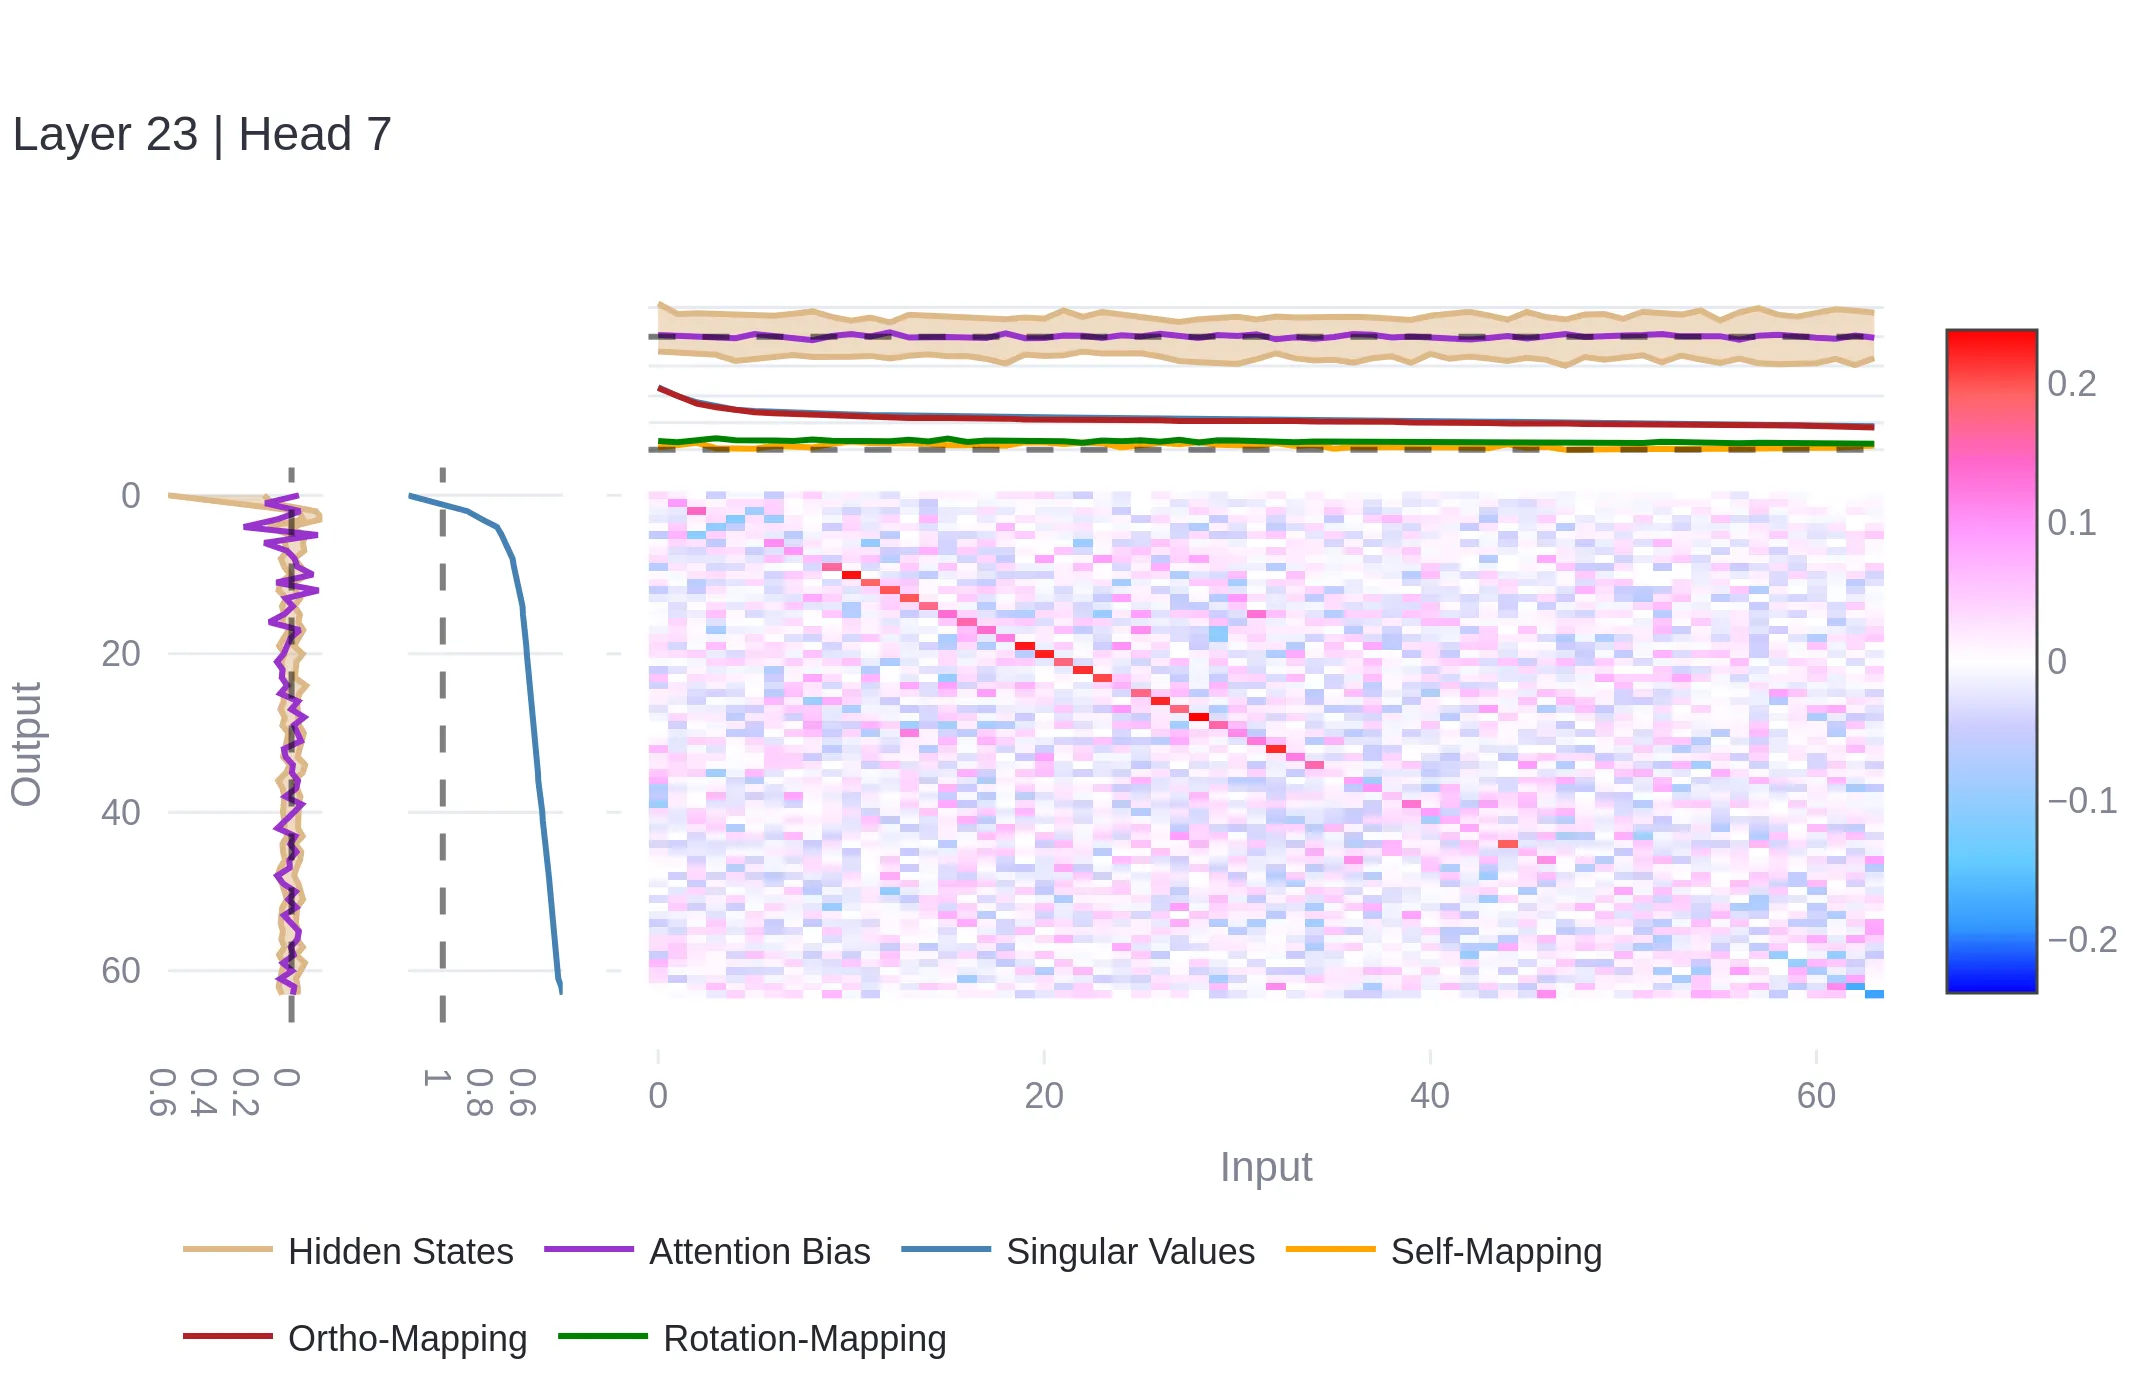 Layer 23 | Head 7
0.2
0.1
0
−0.1
−0.2
0
20
40
60
Output
0.6
0.4
0.2
0
1
0.8
0.6
0
20
40
60
Input
Hidden States
Attention Bias
Singular Values
Self-Mapping
Ortho-Mapping
Rotation-Mapping